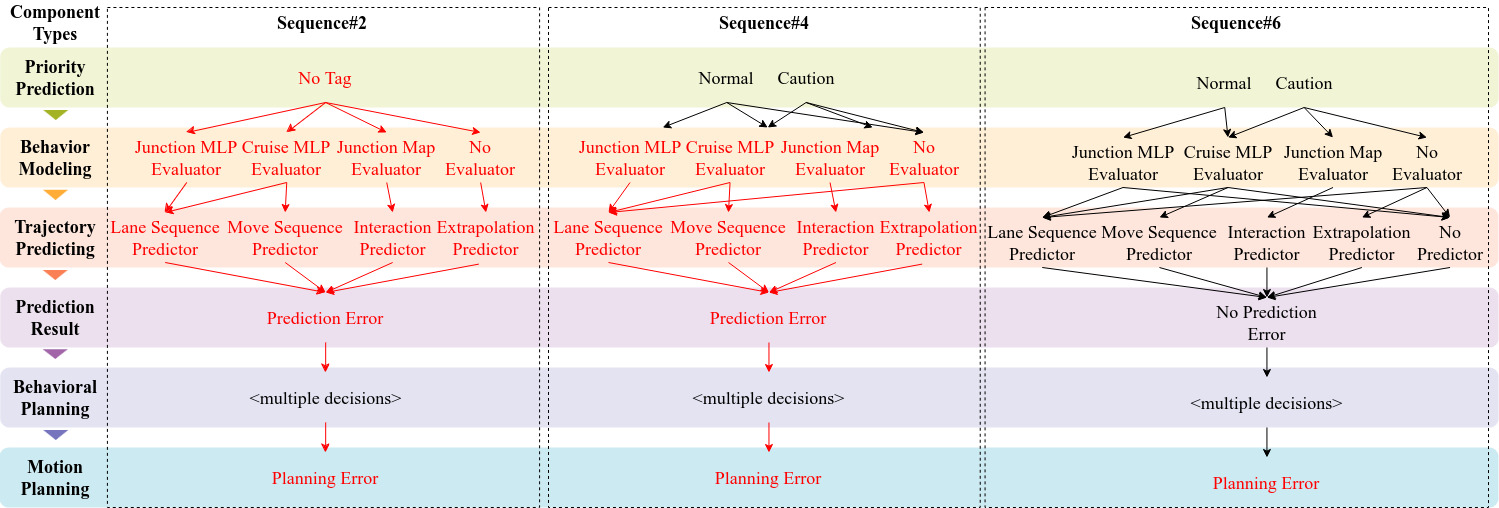 Component
Types
Sequence#2
Sequence#4
Sequence#6
Priority
Prediction
No Tag
Normal
Caution
Normal
Caution
Behavior
Modeling
Junction MLP
Evaluator
Cruise MLP
Evaluator
Junction Map
Evaluator
No
Evaluator
Junction MLP
Evaluator
Cruise MLP
Evaluator
Junction Map
Evaluator
No
Evaluator
Junction MLP
Evaluator
Cruise MLP
Evaluator
Junction Map
Evaluator
No
Evaluator
Trajectory
Predicting
Lane Sequence
Predictor
Move Sequence
Predictor
Interaction
Predictor
Extrapolation
Predictor
Lane Sequence
Predictor
Move Sequence
Predictor
Interaction
Predictor
Extrapolation
Predictor
Lane Sequence
Predictor
Move Sequence
Predictor
Interaction
Predictor
Extrapolation
Predictor
No
Predictor
Prediction
Result
Prediction Error
Prediction Error
No Prediction
Error
Behavioral
Planning
<multiple decisions>
<multiple decisions>
<multiple decisions>
Motion
Planning
Planning Error
Planning Error
Planning Error